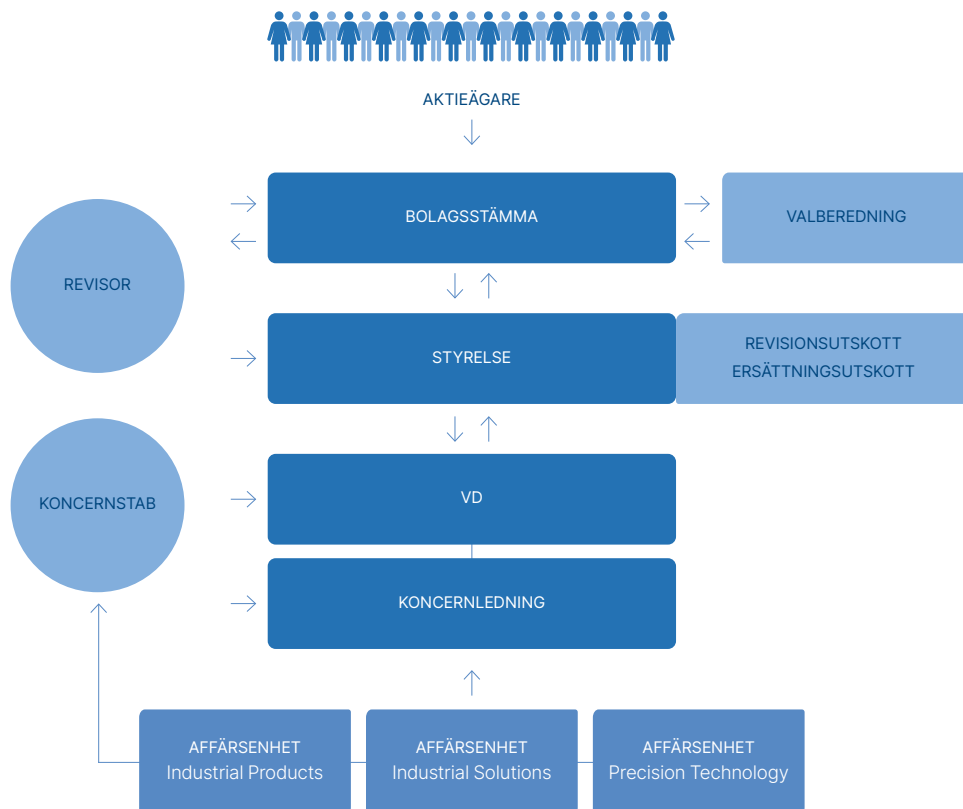 AKTIEÄGARE
BOLAGSSTÄMMA
VALBEREDNING
REVISOR
STYRELSE
REVISIONSUTSKOTT
ERSÄTTNINGSUTSKOTT
KONCERNSTAB
VD
KONCERNLEDNING
AFFÄRSENHET
Industrial Products
AFFÄRSENHET
Industrial Solutions
AFFÄRSENHET
Precision Technology